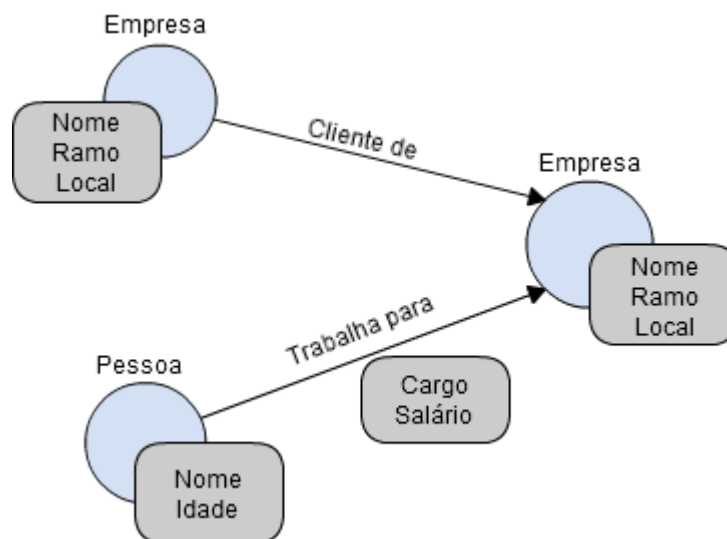 Empresa
Nome
Ramo
Local
Cliente de
Empresa
Nome
Ramo
Local
Trabalha para
Cargo
Salário
Pessoa
Nome
Idade